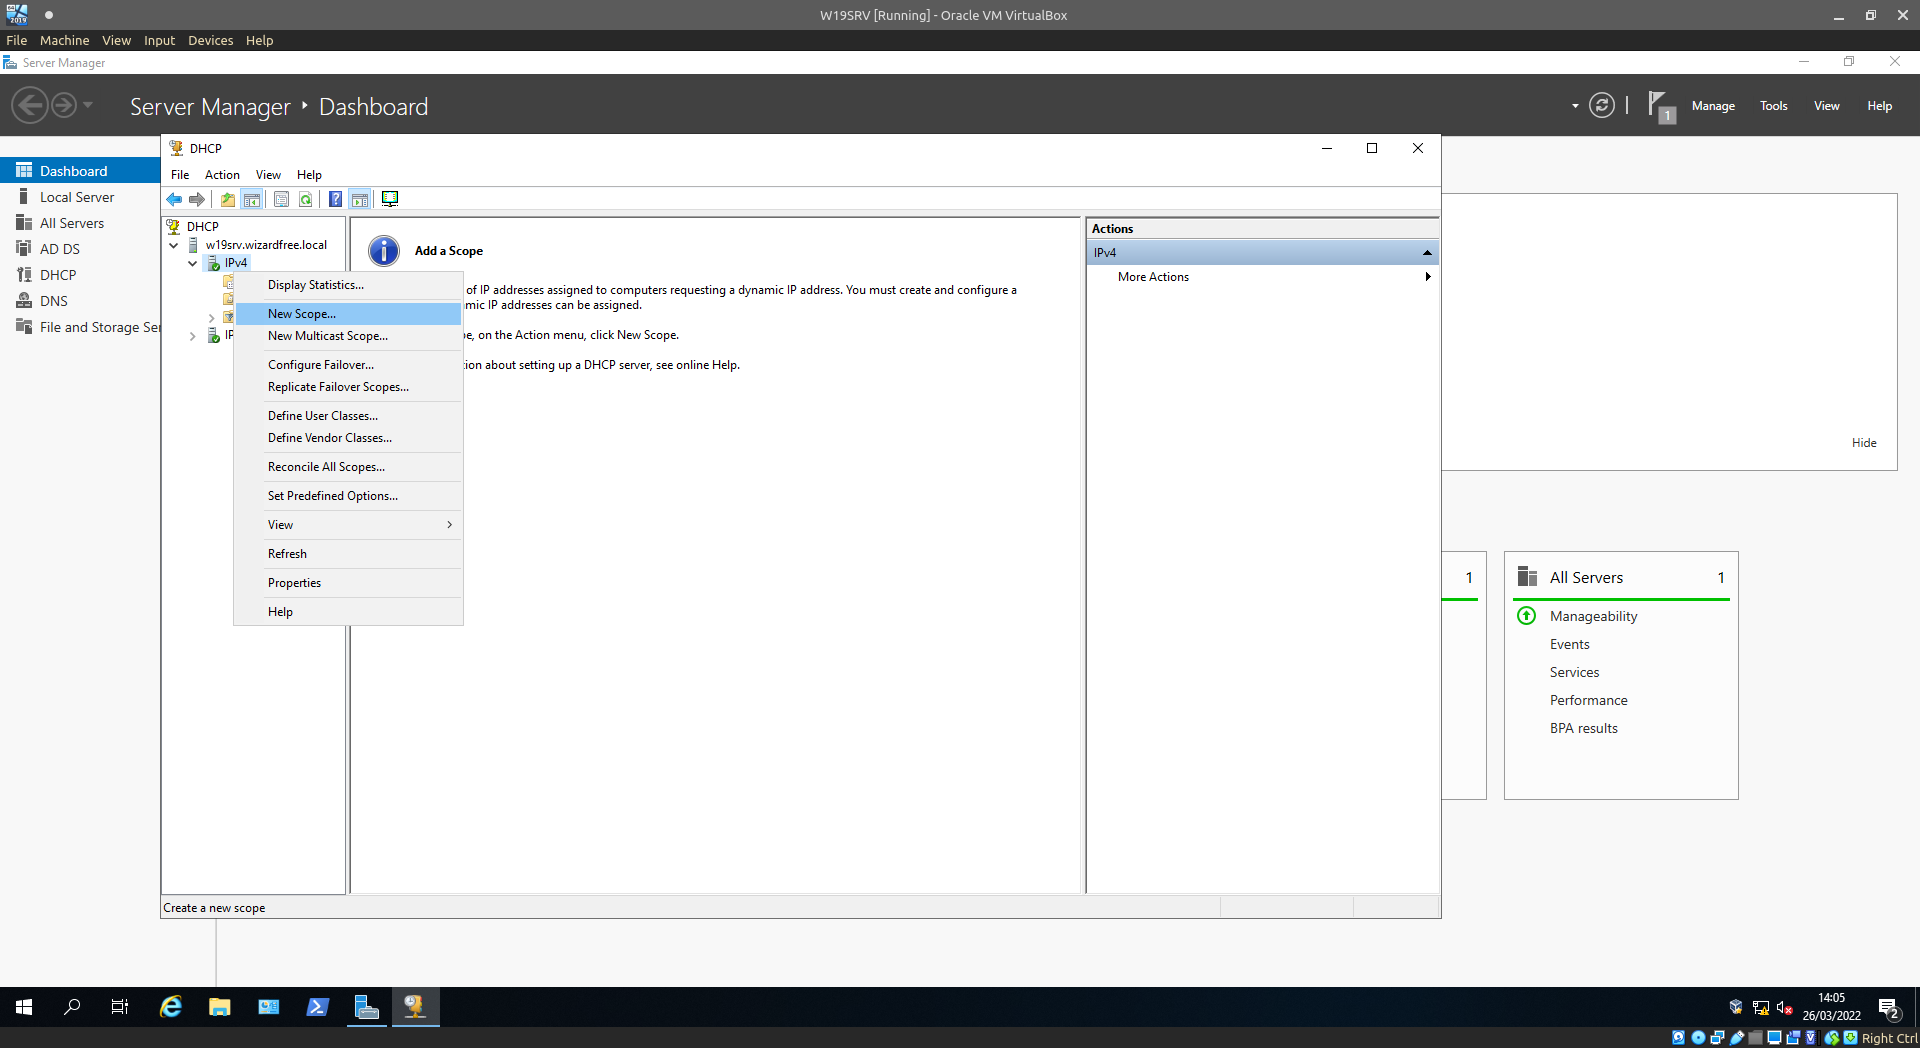 W19SRV [Running] - Oracle VM VirtualBox
File Machine View Input Devices Help
Server Manager
Server Manager Dashboard
1 Manage Tools View Help
DHCP
File Action View Help
Dashboard
Local Server
All Servers
AD DS
DHCP
DNS
File and Storage Ser
DHCP
w19srv.wizardfree.local
IPv4
Display Statistics...
New Scope...
New Multicast Scope...
Configure Failover...
Replicate Failover Scopes...
Define User Classes...
Define Vendor Classes...
Reconcile All Scopes...
Set Predefined Options...
View
Refresh
Properties
Help
Add a Scope
of IP addresses assigned to computers requesting a dynamic IP address. You must create and configure a
mic IP addresses can be assigned.
pe, on the Action menu, click New Scope.
tion about setting up a DHCP server, see online Help.
Actions
IPv4
More Actions
Hide
1
All Servers 1
Manageability
Events
Services
Performance
BPA results
Create a new scope
14:05
26/03/2022
2
Right Ctrl